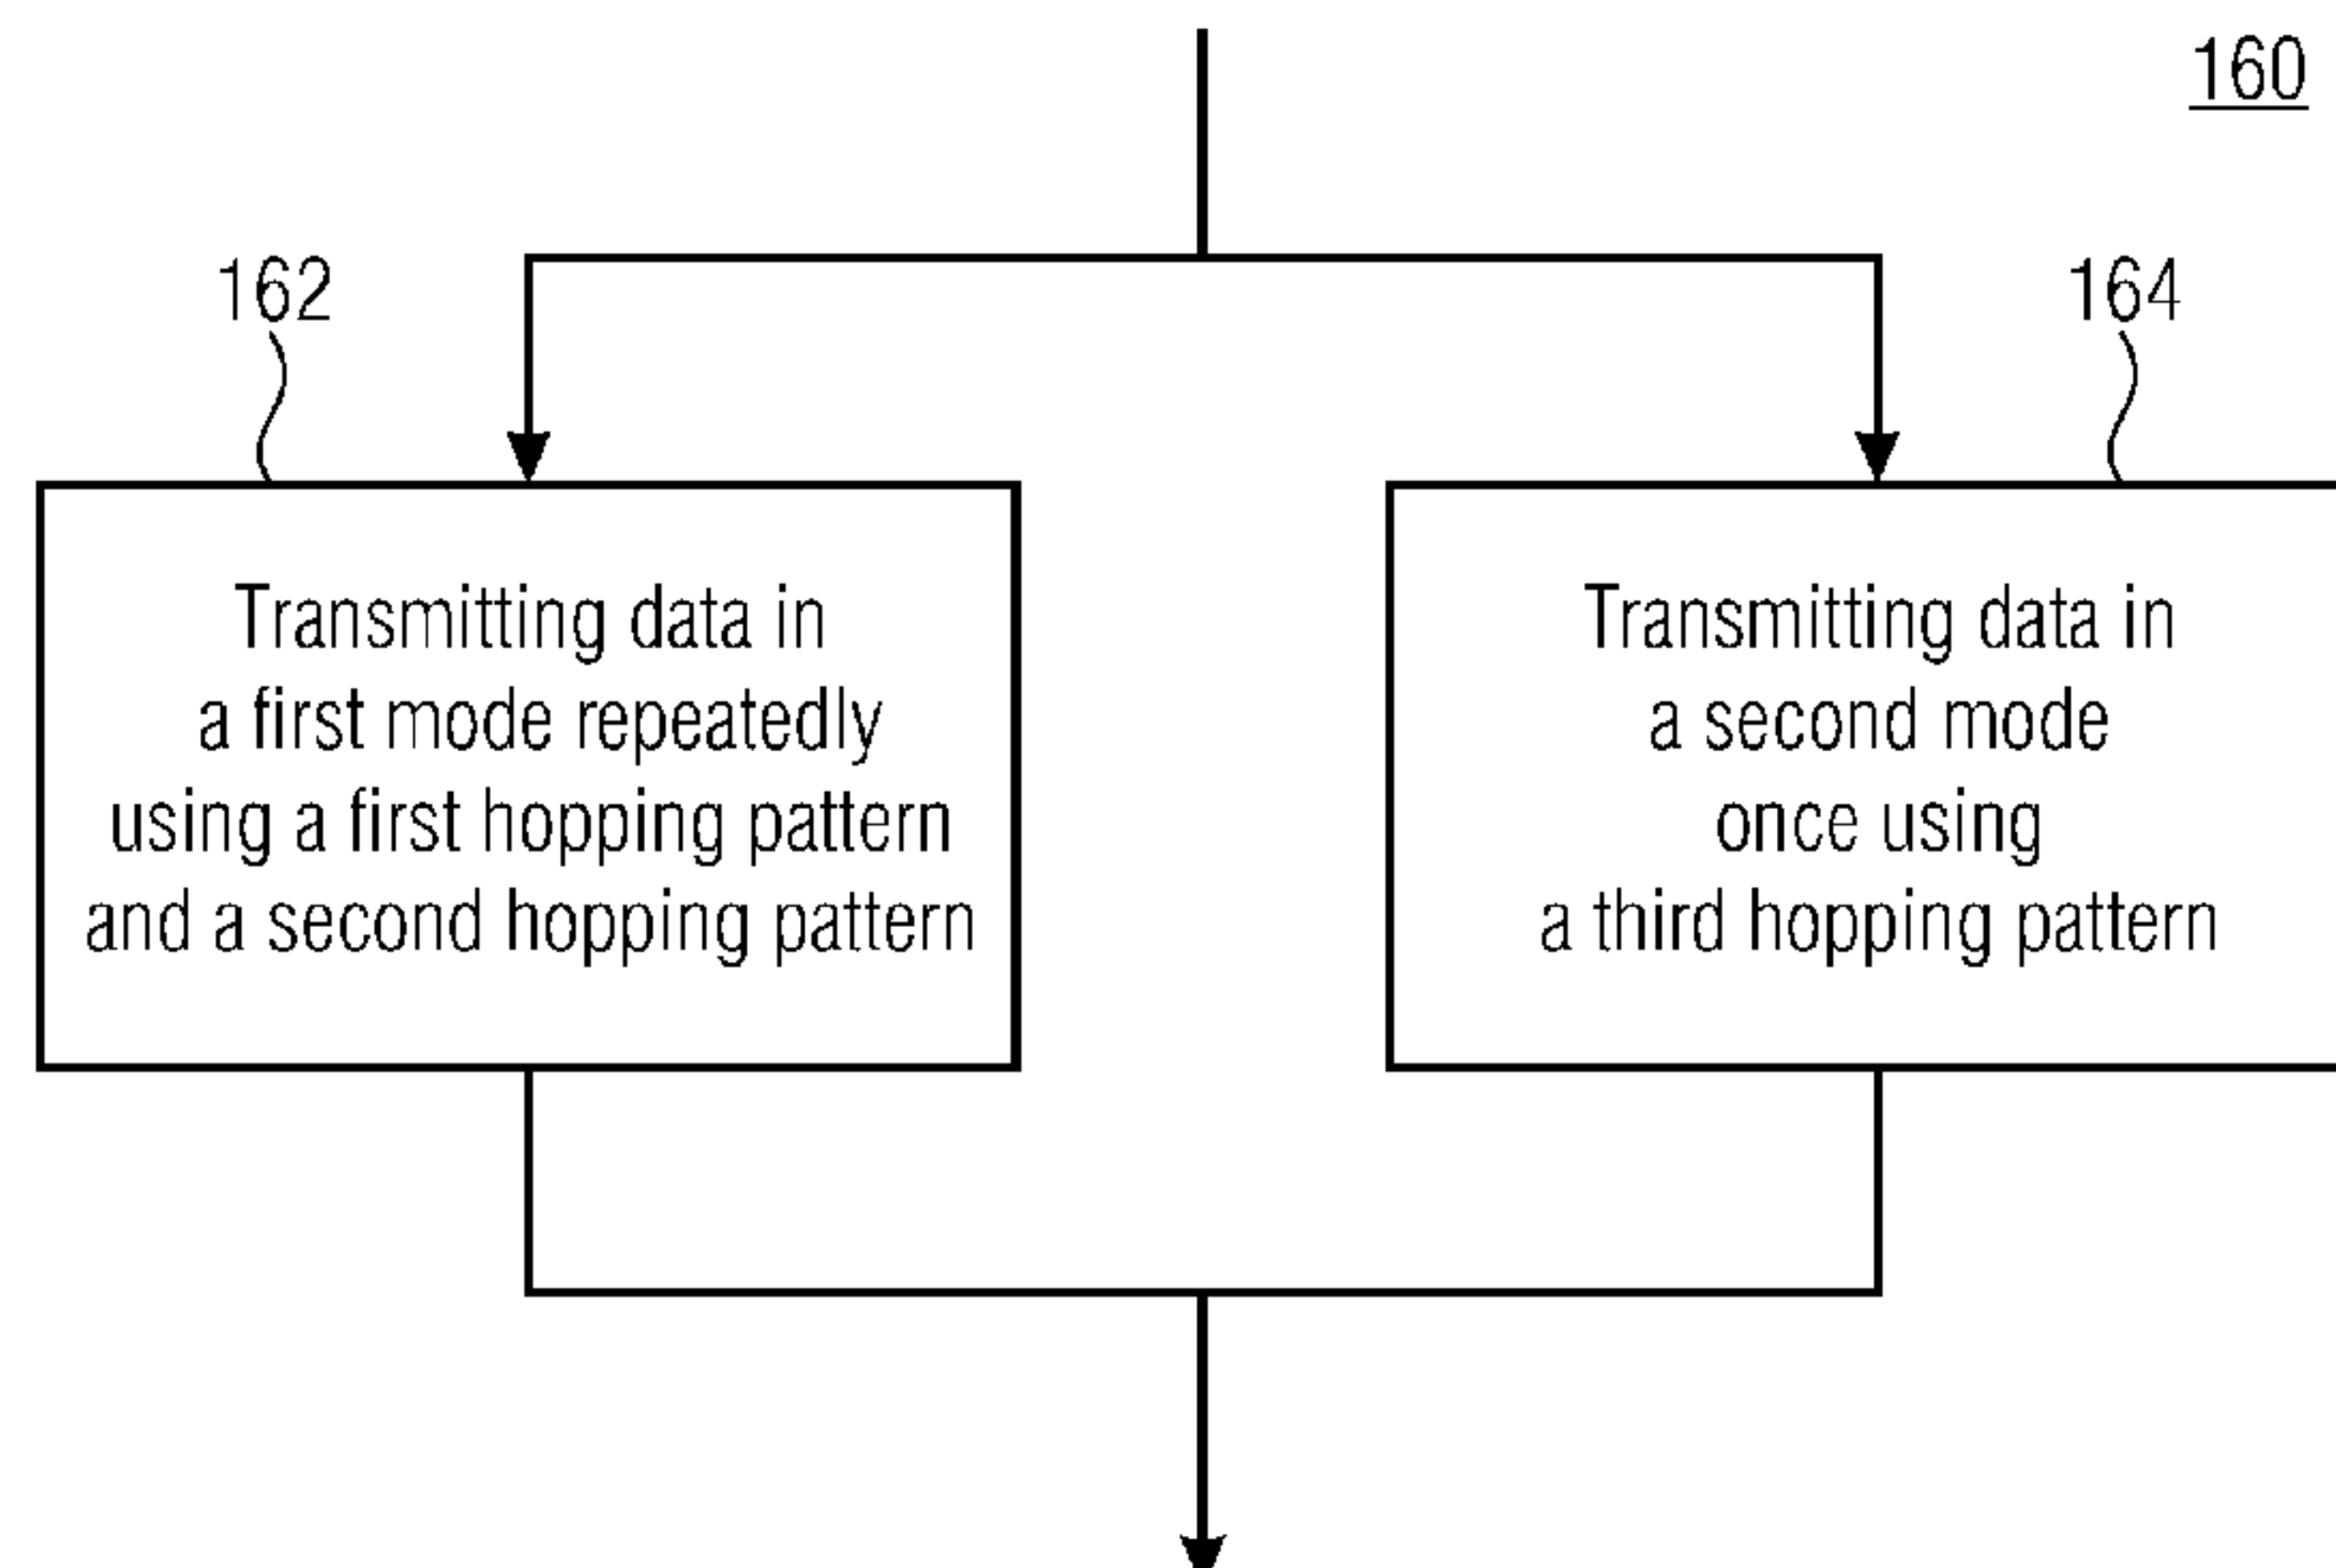 160
162
164
Transmitting data in
a first mode repeatedly
using a first hopping pattern
and a second hopping pattern
Transmitting data in
a second mode
once using
a third hopping pattern